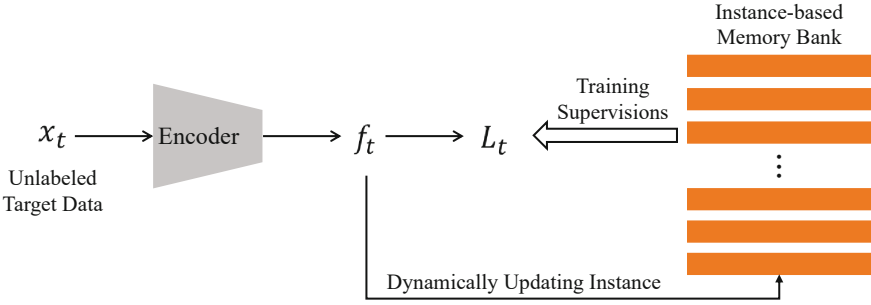 Instance-based
Memory Bank
Training
Supervisions
x_t
Encoder
f_t
L_t
Unlabeled
Target Data
⋮
Dynamically Updating Instance